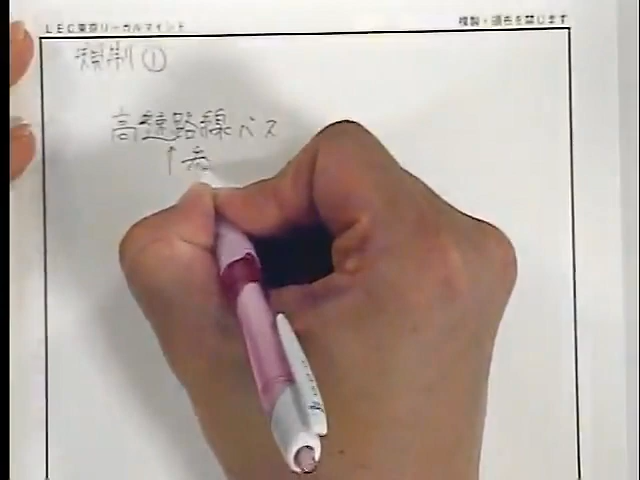 LEC東京リーガルマインド
複製・頒布を禁じます
規制①
高速路線バス
↑赤